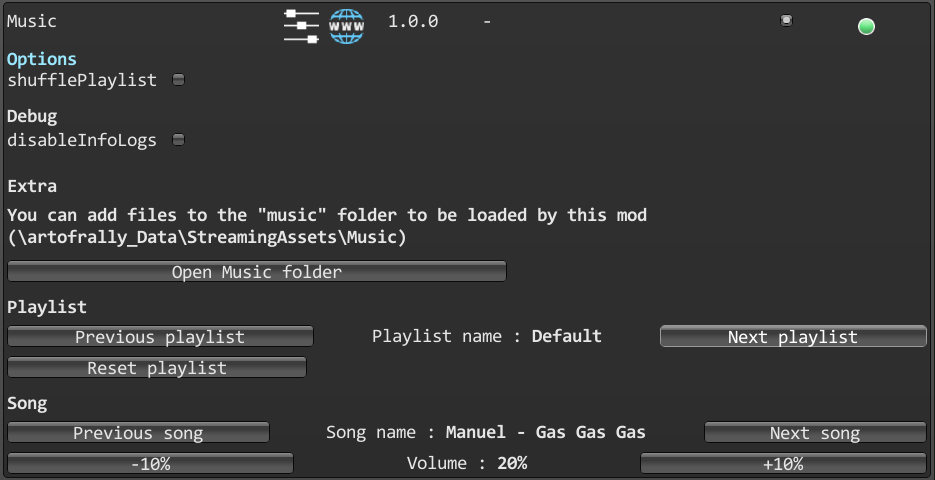 Music WWW 1.0.0 -
Options
shufflePlaylist
Debug
disableInfoLogs
Extra
You can add files to the "music" folder to be loaded by this mod
(\artofrally_Data\StreamingAssets\Music)
Open Music folder
Playlist
Previous playlist Playlist name : Default Next playlist
Reset playlist
Song
Previous song Song name : Manuel - Gas Gas Gas Next song
-10% Volume : 20% +10%